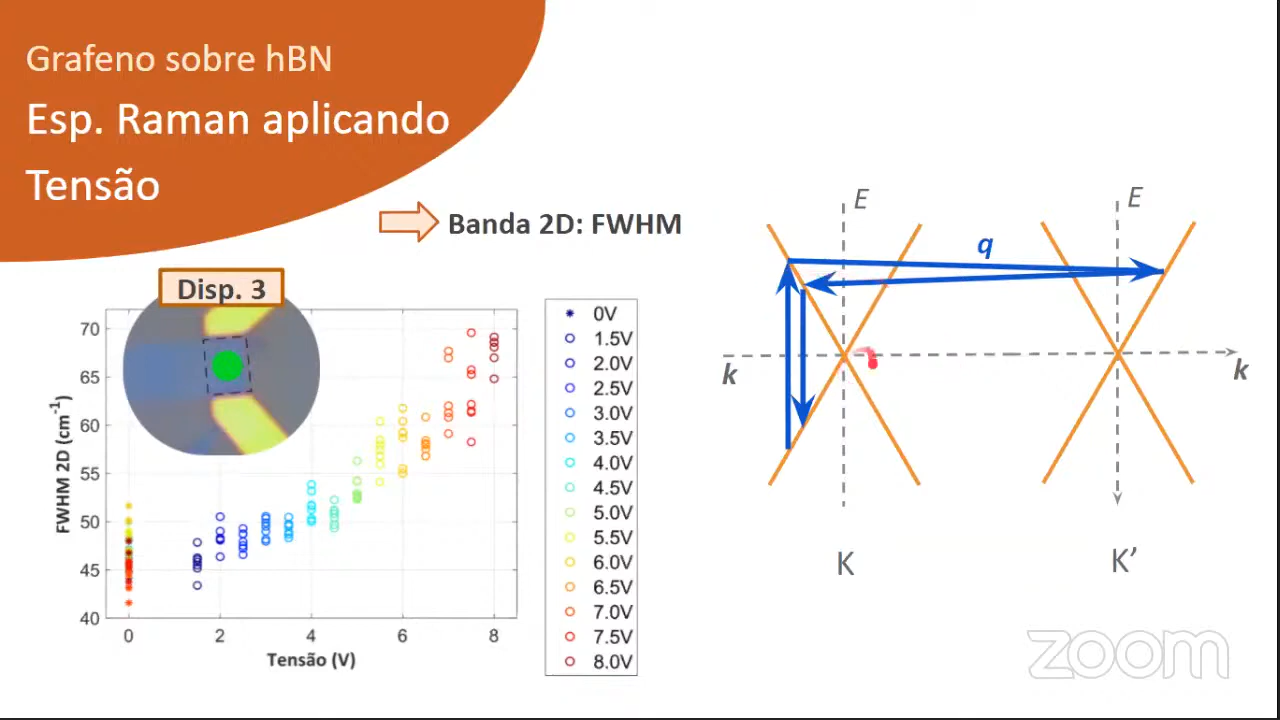 Grafeno sobre hBN
Esp. Raman aplicando
Tensão
Banda 2D: FWHM
Disp. 3
70
65
60
55
50
45
40
FWHM 2D (cm⁻¹)
0
2
4
6
8
Tensão (V)
0V
1.5V
2.0V
2.5V
3.0V
3.5V
4.0V
4.5V
5.0V
5.5V
6.0V
6.5V
7.0V
7.5V
8.0V
E
E
q
k
k
K
K’
zoom